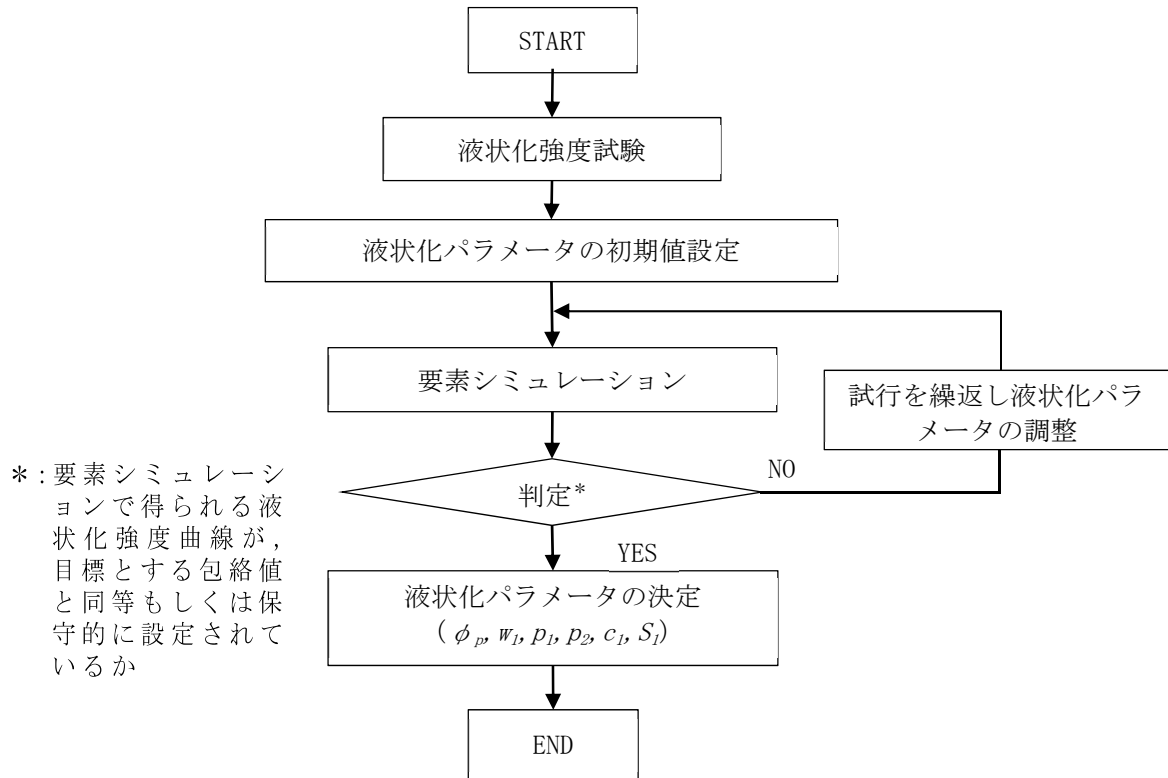 START
液状化強度試験
液状化パラメータの初期値設定
要素シミュレーション
試行を繰返し液状化パラ
メータの調整
判定*
NO
YES
*:要素シミュレーシ
ョンで得られる液
状化強度曲線が,
目標とする包絡値
と同等もしくは保
守的に設定されて
いるか
液状化パラメータの決定
(φp, w1, p1, p2, c1, S1)
END